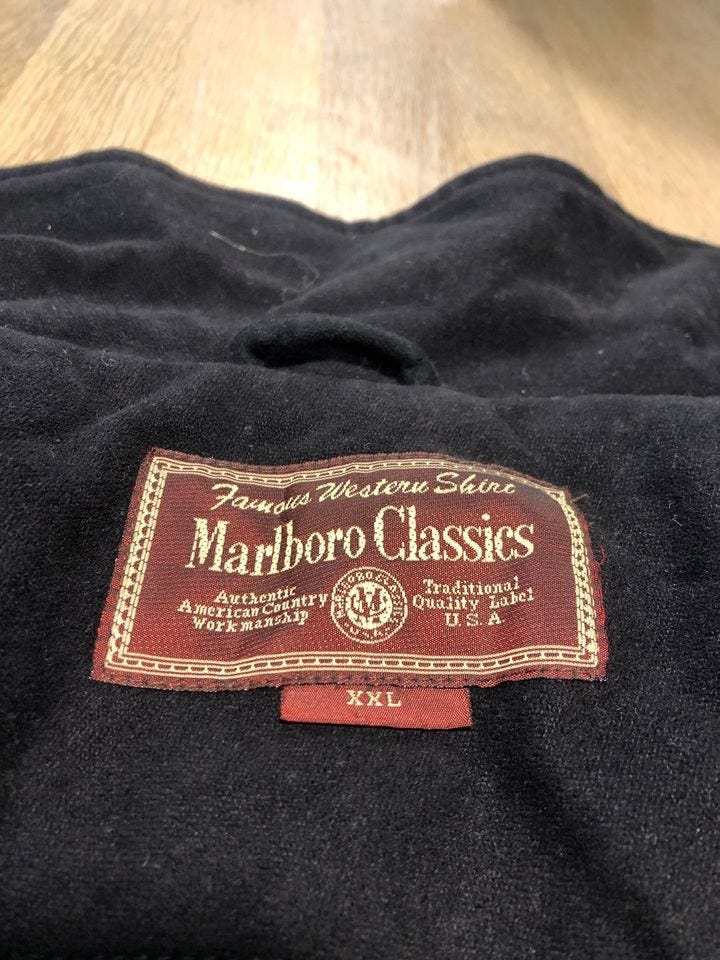 Famous Western Shirt
Marlboro Classics
Authentic
American Country
Workmanship
Traditional
Quality Label
U.S.A
XXL